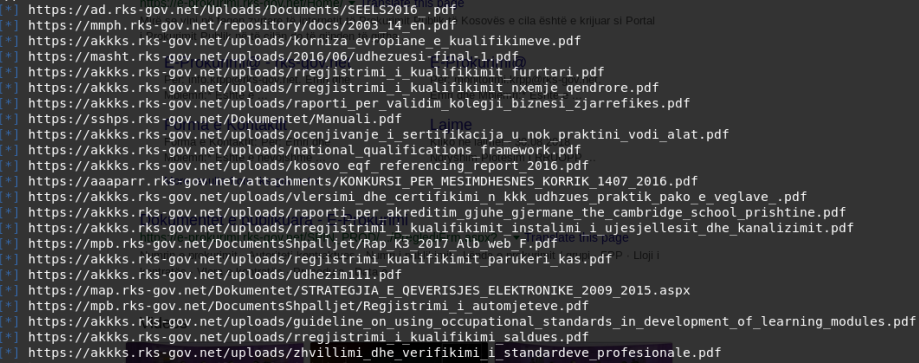 [*] https://ad.rks-gov.net/Uploads/Documents/SEELS2016_.pdf
[*] https://mmph.rks-gov.net/repository/docs/2003_14_en.pdf
[*] https://akkks.rks-gov.net/uploads/korniza_evropiane_e_kualifikimeve.pdf
[*] https://masht.rks-gov.net/uploads/2016/06/udhezuesi-final-1.pdf
[*] https://akkks.rks-gov.net/uploads/rregjistrimi_i_kualifikimit_furrtari.pdf
[*] https://akkks.rks-gov.net/uploads/rregjistrimi_i_kualifikimit_nxemje_qendrore.pdf
[*] https://akkks.rks-gov.net/uploads/raporti_per_validim_kolegji_biznesi_zjarrefikes.pdf
[*] https://sshps.rks-gov.net/Dokumentet/Manuali.pdf
[*] https://akkks.rks-gov.net/uploads/ocenjivanje_i_sertifikacija_u_nok_praktini_vodi_alat.pdf
[*] https://akkks.rks-gov.net/uploads/national_qualifications_framework.pdf
[*] https://akkks.rks-gov.net/uploads/kosovo_eqf_referencing_report_2016.pdf
[*] https://aaaparr.rks-gov.net/attachments/KONKURSI_PER_MESIMDHESNES_KORRIK_1407_2016.pdf
[*] https://akkks.rks-gov.net/uploads/vlersimi_dhe_certifikimi_n_kkk_udhzues_praktik_pako_e_veglave_.pdf
[*] https://akkks.rks-gov.net/uploads/raporti_per_akreditim_gjuhe_gjermane_the_cambridge_school_prishtine.pdf
[*] https://akkks.rks-gov.net/uploads/rregjistrimi_i_kualifikimit_instalimi_i_ujesjellesit_dhe_kanalizimit.pdf
[*] https://mpb.rks-gov.net/DocumentsShpalljet/Rap_K3_2017_Alb_web_F.pdf
[*] https://akkks.rks-gov.net/uploads/regjistrimi_i_kualifikimit_parukeri_kas.pdf
[*] https://akkks.rks-gov.net/uploads/udhezim111.pdf
[*] https://map.rks-gov.net/Dokumentet/STRATEGJIA_E_QEVERISJES_ELEKTRONIKE_2009_2015.aspx
[*] https://mpb.rks-gov.net/DocumentsShpalljet/Regjistrimi_i_automjeteve.pdf
[*] https://akkks.rks-gov.net/uploads/guideline_on_using_occupational_standards_in_development_of_learning_modules.pdf
[*] https://akkks.rks-gov.net/uploads/rregjistrimi_i_kualifikimi_saldues.pdf
[*] https://akkks.rks-gov.net/uploads/zhvillimi_dhe_verifikimi_i_standardeve_profesionale.pdf